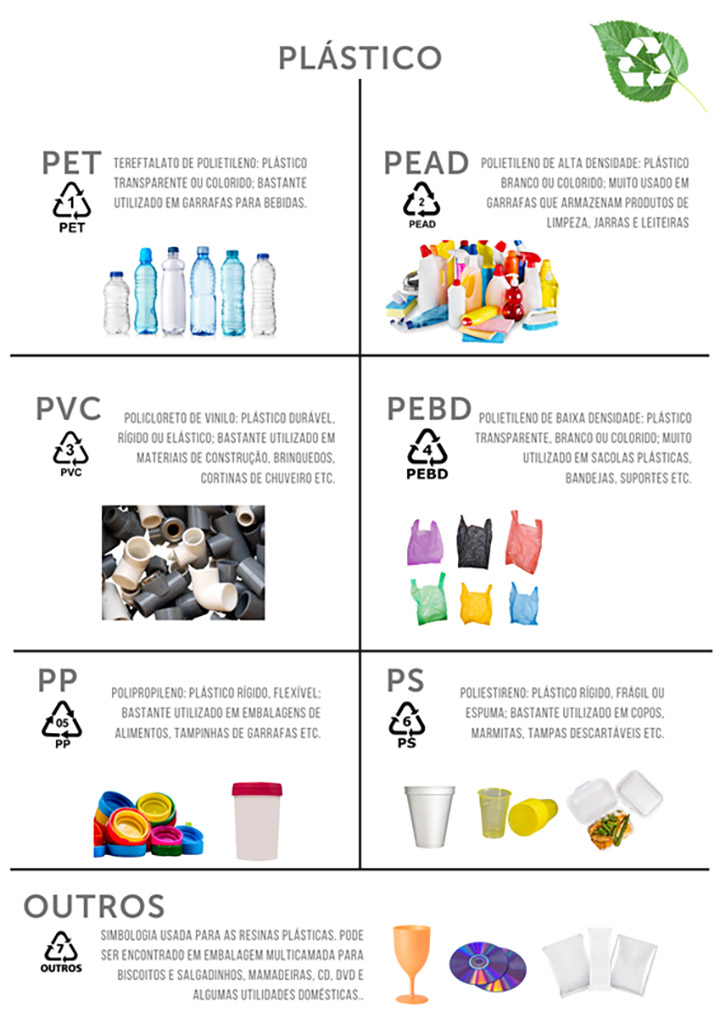 PLÁSTICO
PET
TEREFTALATO DE POLIETILENO: PLÁSTICO
TRANSPARENTE OU COLORIDO; BASTANTE
UTILIZADO EM GARRAFAS PARA BEBIDAS.
1
PET
PEAD
POLIETILENO DE ALTA DENSIDADE: PLÁSTICO
BRANCO OU COLORIDO; MUITO USADO EM
GARRAFAS QUE ARMAZENAM PRODUTOS DE
LIMPEZA, JARRAS E LEITEIRAS
2
PEAD
PVC
POLICLORETO DE VINILO: PLÁSTICO DURÁVEL,
RÍGIDO OU ELÁSTICO; BASTANTE UTILIZADO EM
MATERIAIS DE CONSTRUÇÃO, BRINQUEDOS,
CORTINAS DE CHUVEIRO ETC.
3
PVC
PEBD
POLIETILENO DE BAIXA DENSIDADE: PLÁSTICO
TRANSPARENTE, BRANCO OU COLORIDO; MUITO
UTILIZADO EM SACOLAS PLÁSTICAS,
BANDEJAS, SUPORTES ETC.
4
PEBD
PP
POLIPROPILENO: PLÁSTICO RÍGIDO, FLEXÍVEL;
BASTANTE UTILIZADO EM EMBALAGENS DE
ALIMENTOS, TAMPINHAS DE GARRAFAS ETC.
05
PP
PS
POLIESTIRENO: PLÁSTICO RÍGIDO, FRÁGIL OU
ESPUMA; BASTANTE UTILIZADO EM COPOS,
MARMITAS, TAMPAS DESCARTÁVEIS ETC.
6
PS
OUTROS
SIMBOLOGIA USADA PARA AS RESINAS PLÁSTICAS. PODE
SER ENCONTRADO EM EMBALAGEM MULTICAMADA PARA
BISCOITOS E SALGADINHOS, MAMADEIRAS, CD, DVD E
ALGUMAS UTILIDADES DOMÉSTICAS...
7
OUTROS